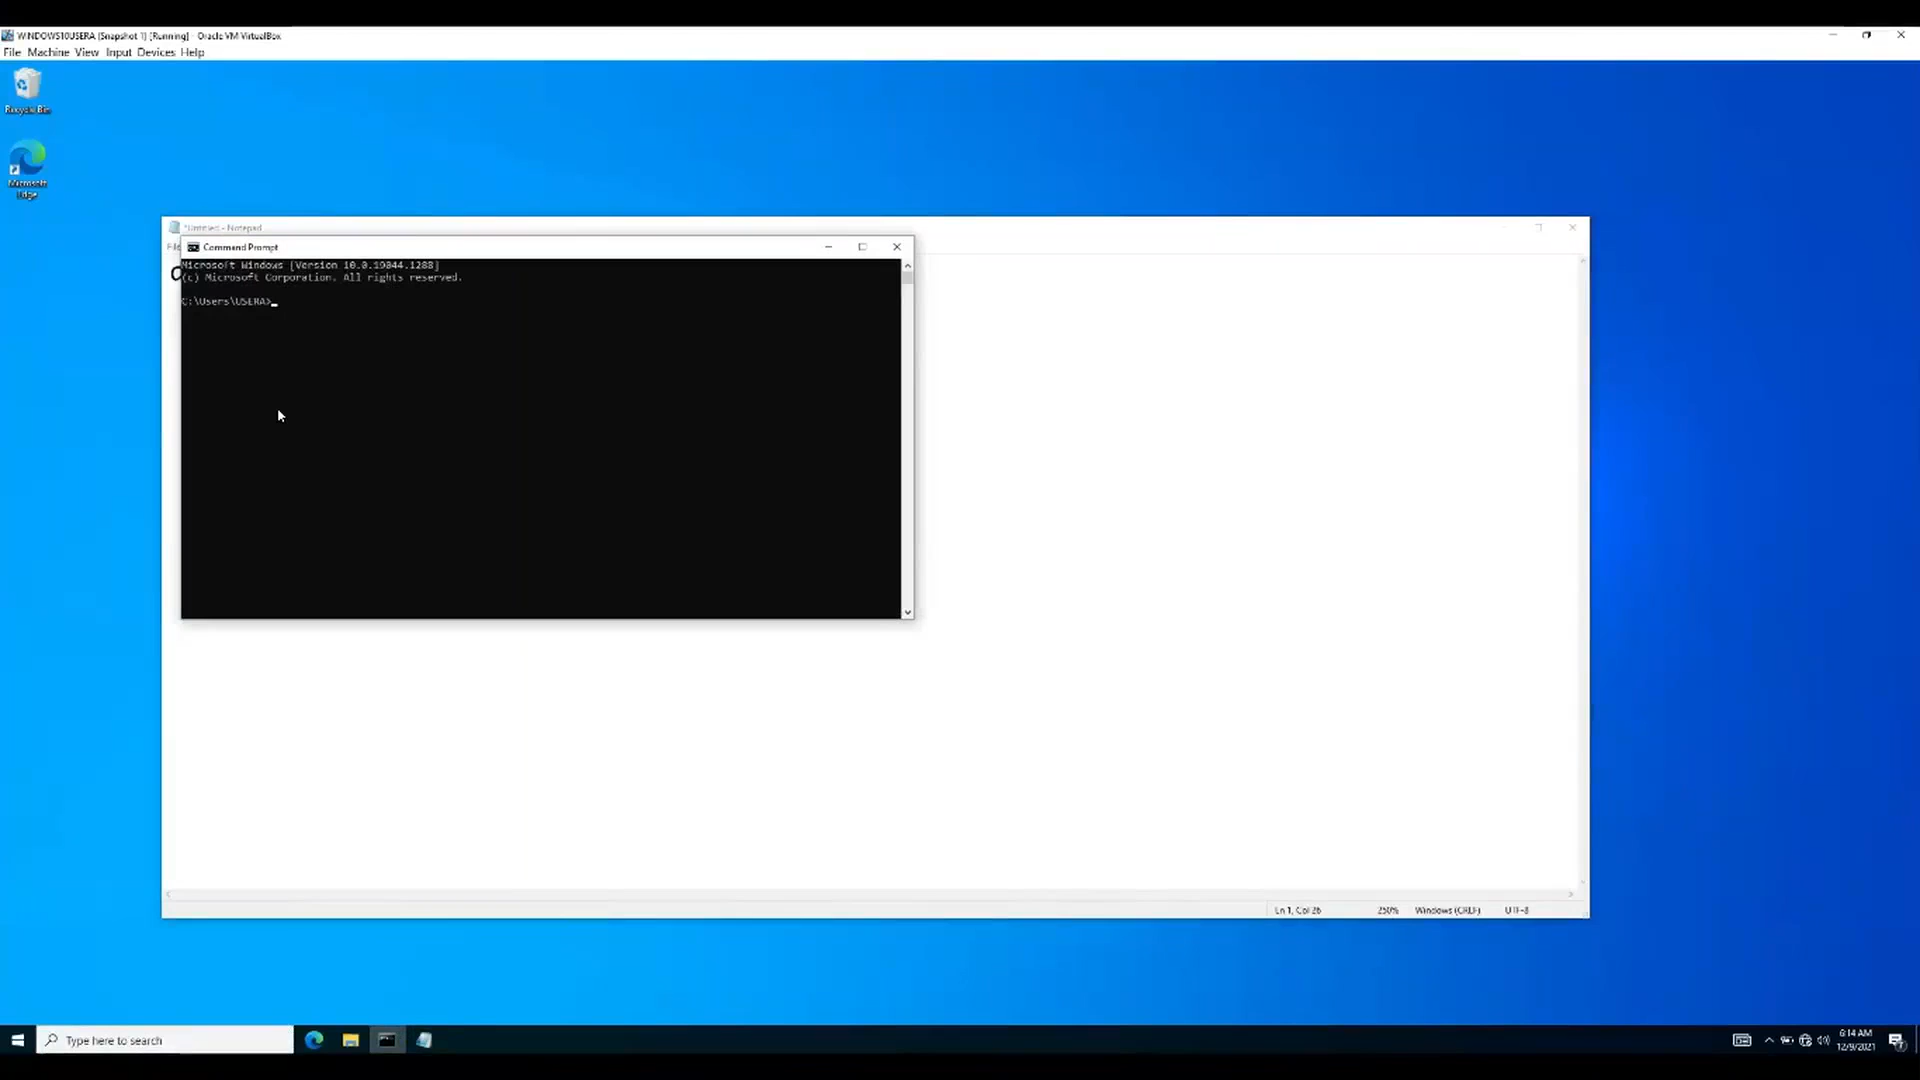 WINDOWS10USERA [Snapshot 1] [Running] - Oracle VM VirtualBox
File Machine View Input Devices Help
Recycle Bin
Microsoft
Edge
*Untitled - Notepad
File
Command Prompt
Microsoft Windows [Version 10.0.19044.1288]
(c) Microsoft Corporation. All rights reserved.
C:\Users\USERA>
Ln 1, Col 26 250% Windows (CRLF) UTF-8
Type here to search
6:14 AM
12/9/2021